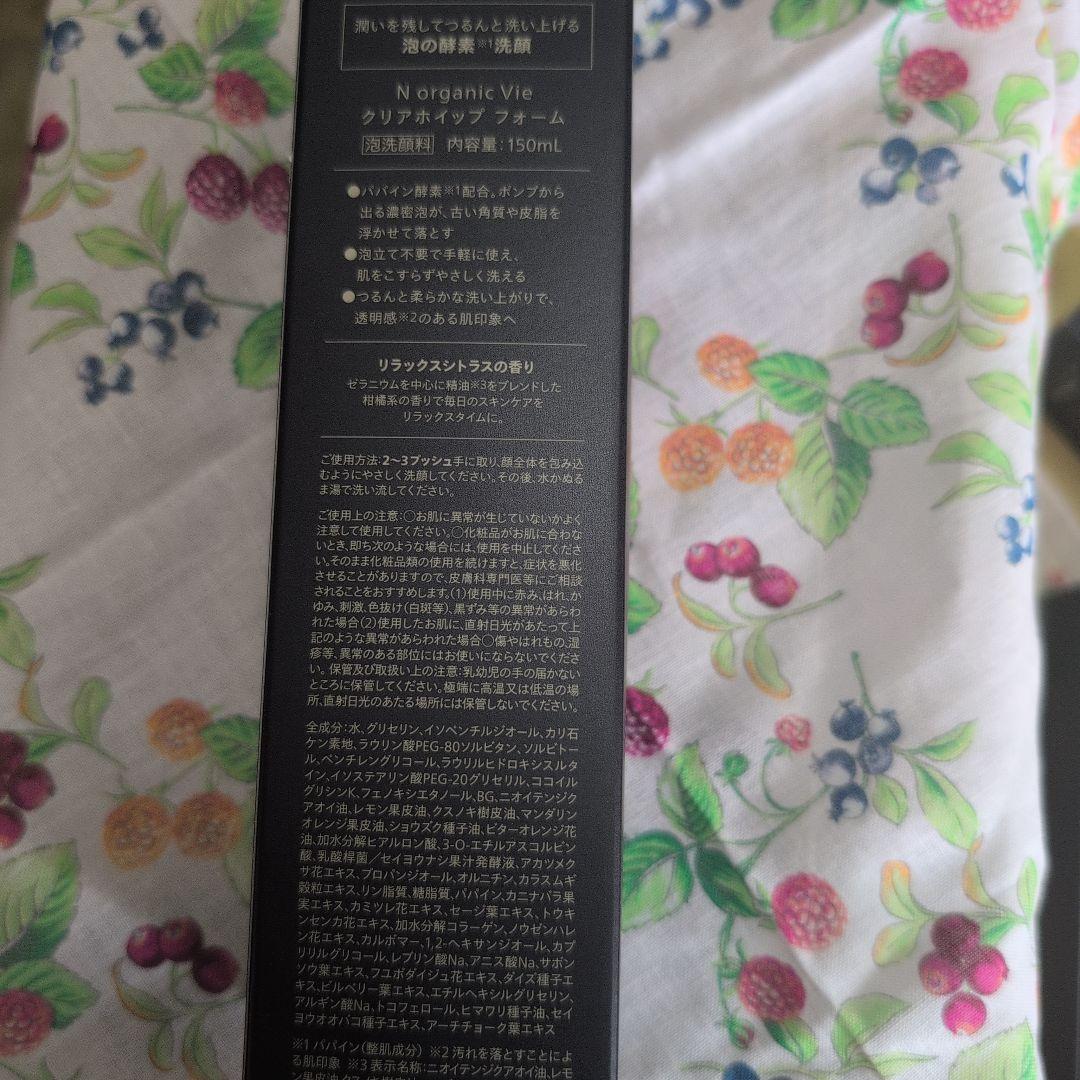 潤いを残してつるんと洗い上げる
泡の酵素※1洗顔
N organic Vie
クリアホイップ フォーム
泡洗顔料 内容量：150mL
●パパイン酵素※1配合。ポンプから
出る濃密泡が、古い角質や皮脂を
浮かせて落とす
●泡立て不要で手軽に使え、
肌をこすらずやさしく洗える
●つるんと柔らかな洗い上がりで、
透明感※2のある肌印象へ
リラックスシトラスの香り
ゼラニウムを中心に精油※3をブレンドした
柑橘系の香りで毎日のスキンケアを
リラックスタイムに。
ご使用方法：2〜3プッシュ手に取り、顔全体を包み込
むようにやさしく洗顔してください。その後、水かぬる
ま湯で洗い流してください。
ご使用上の注意：○お肌に異常が生じていないかよく
注意して使用してください。○化粧品がお肌に合わな
いとき、即ち次のような場合には、使用を中止してくださ
い。そのまま化粧品類の使用を続けますと、症状を悪化
させることがありますので、皮膚科専門医等にご相談
されることをおすすめします。(1)使用中に赤み、はれ、か
ゆみ、刺激、色抜け（白斑等）、黒ずみ等の異常があらわ
れた場合(2)使用したお肌に、直射日光があたって上
記のような異常があらわれた場合○傷やはれもの、湿
疹等、異常のある部位にはお使いにならないでくださ
い。 保管及び取扱い上の注意：乳幼児の手の届かない
ところに保管してください。極端に高温又は低温の場
所、直射日光のあたる場所には保管しないでください。
全成分：水、グリセリン、イソペンチルジオール、カリ石
ケン素地、ラウリン酸PEG-80ソルビタン、ソルビトー
ル、ペンチレングリコール、ラウリルヒドロキシスルタ
イン、イソステアリン酸PEG-20グリセリル、ココイル
グリシンK、フェノキシエタノール、BG、ニオイテンジク
アオイ油、レモン果皮油、クスノキ樹皮油、マンダリン
オレンジ果皮油、ショウズク種子油、ビターオレンジ花
油、加水分解ヒアルロン酸、3-O-エチルアスコルビン
酸、乳酸桿菌／セイヨウナシ果汁発酵液、アカツメク
サ花エキス、プロパンジオール、オルニチン、カラスムギ
穀粒エキス、リン脂質、糖脂質、パパイン、カニナバラ果
実エキス、カミツレ花エキス、セージ葉エキス、トウキ
ンセンカ花エキス、加水分解コラーゲン、ノウゼンハレ
ン花エキス、カルボマー、1,2-ヘキサンジオール、カプ
リリルグリコール、レブリン酸Na、アニス酸Na、サボン
ソウ葉エキス、フユボダイジュ花エキス、ダイズ種子エ
キス、ビルベリー葉エキス、エチルヘキシルグリセリン、
アルギン酸Na、トコフェロール、ヒマワリ種子油、セイ
ヨウオオバコ種子エキス、アーチチョーク葉エキス
※1 パパイン（整肌成分） ※2 汚れを落とすことによ
る肌印象 ※3 表示名称：ニオイテンジクアオイ油、レモ